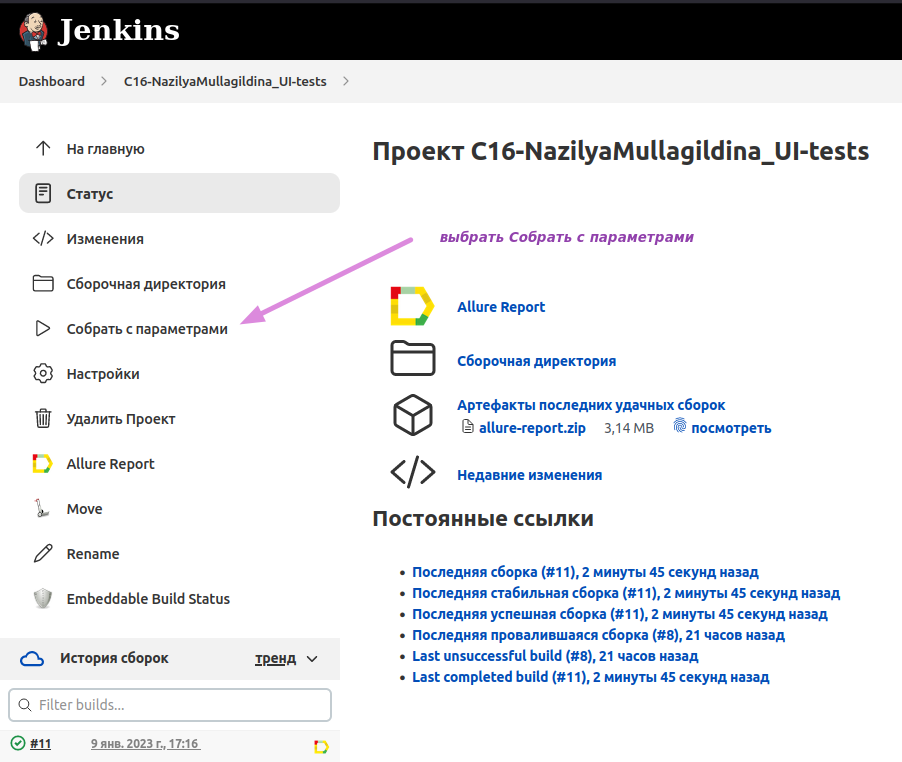 Jenkins
Dashboard
C16-NazilyaMullagildina_UI-tests
На главную
Статус
Изменения
Сборочная директория
Собрать с параметрами
Настройки
Удалить Проект
Allure Report
Move
Rename
Embeddable Build Status
История сборок тренд
Filter builds...
#11 9 янв. 2023 г., 17:16
Проект C16-NazilyaMullagildina_UI-tests
выбрать Собрать с параметрами
Allure Report
Сборочная директория
Артефакты последних удачных сборок
allure-report.zip 3,14 MB посмотреть
Недавние изменения
Постоянные ссылки
Последняя сборка (#11), 2 минуты 45 секунд назад
Последняя стабильная сборка (#11), 2 минуты 45 секунд назад
Последняя успешная сборка (#11), 2 минуты 45 секунд назад
Последняя провалившаяся сборка (#8), 21 часов назад
Last unsuccessful build (#8), 21 часов назад
Last completed build (#11), 2 минуты 45 секунд назад